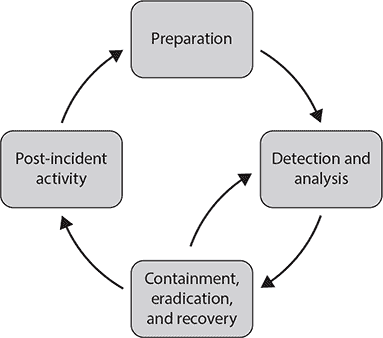 Preparation
Detection and
analysis
Containment,
eradication,
and recovery
Post-incident
activity